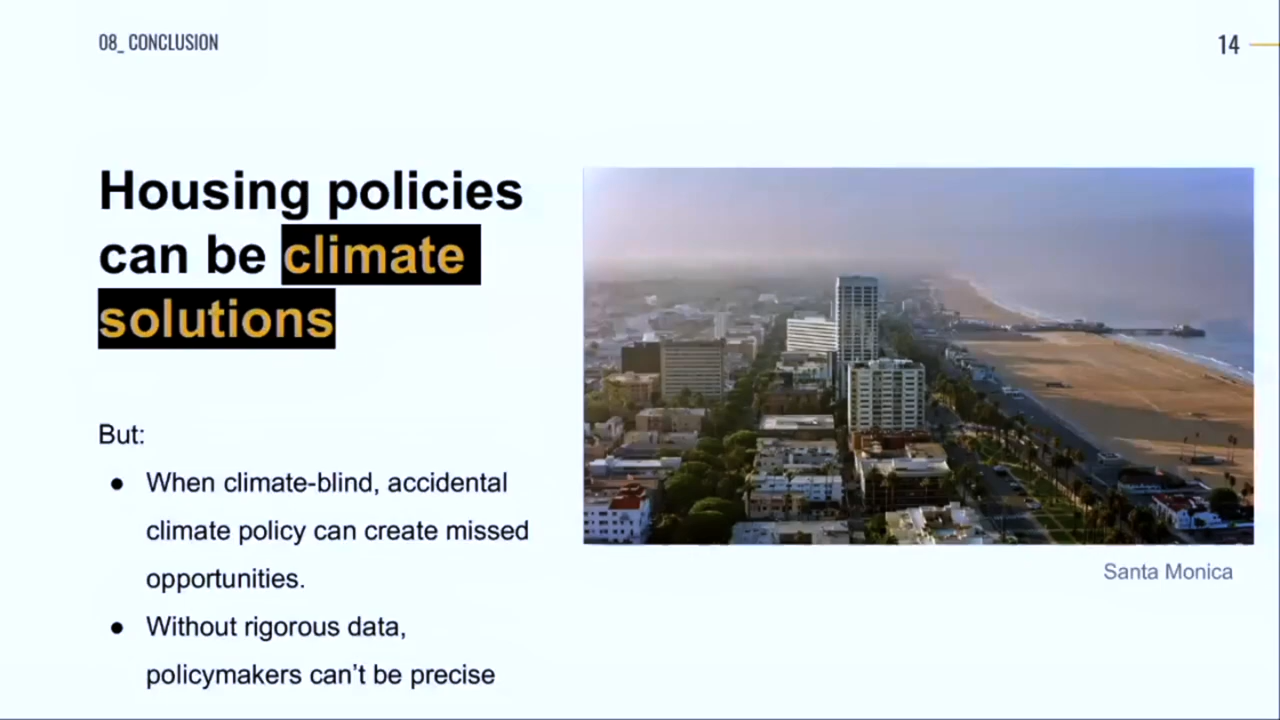 08_ CONCLUSION
14
Housing policies
can be climate
solutions
But:
● When climate-blind, accidental
climate policy can create missed
opportunities.
● Without rigorous data,
policymakers can’t be precise
Santa Monica